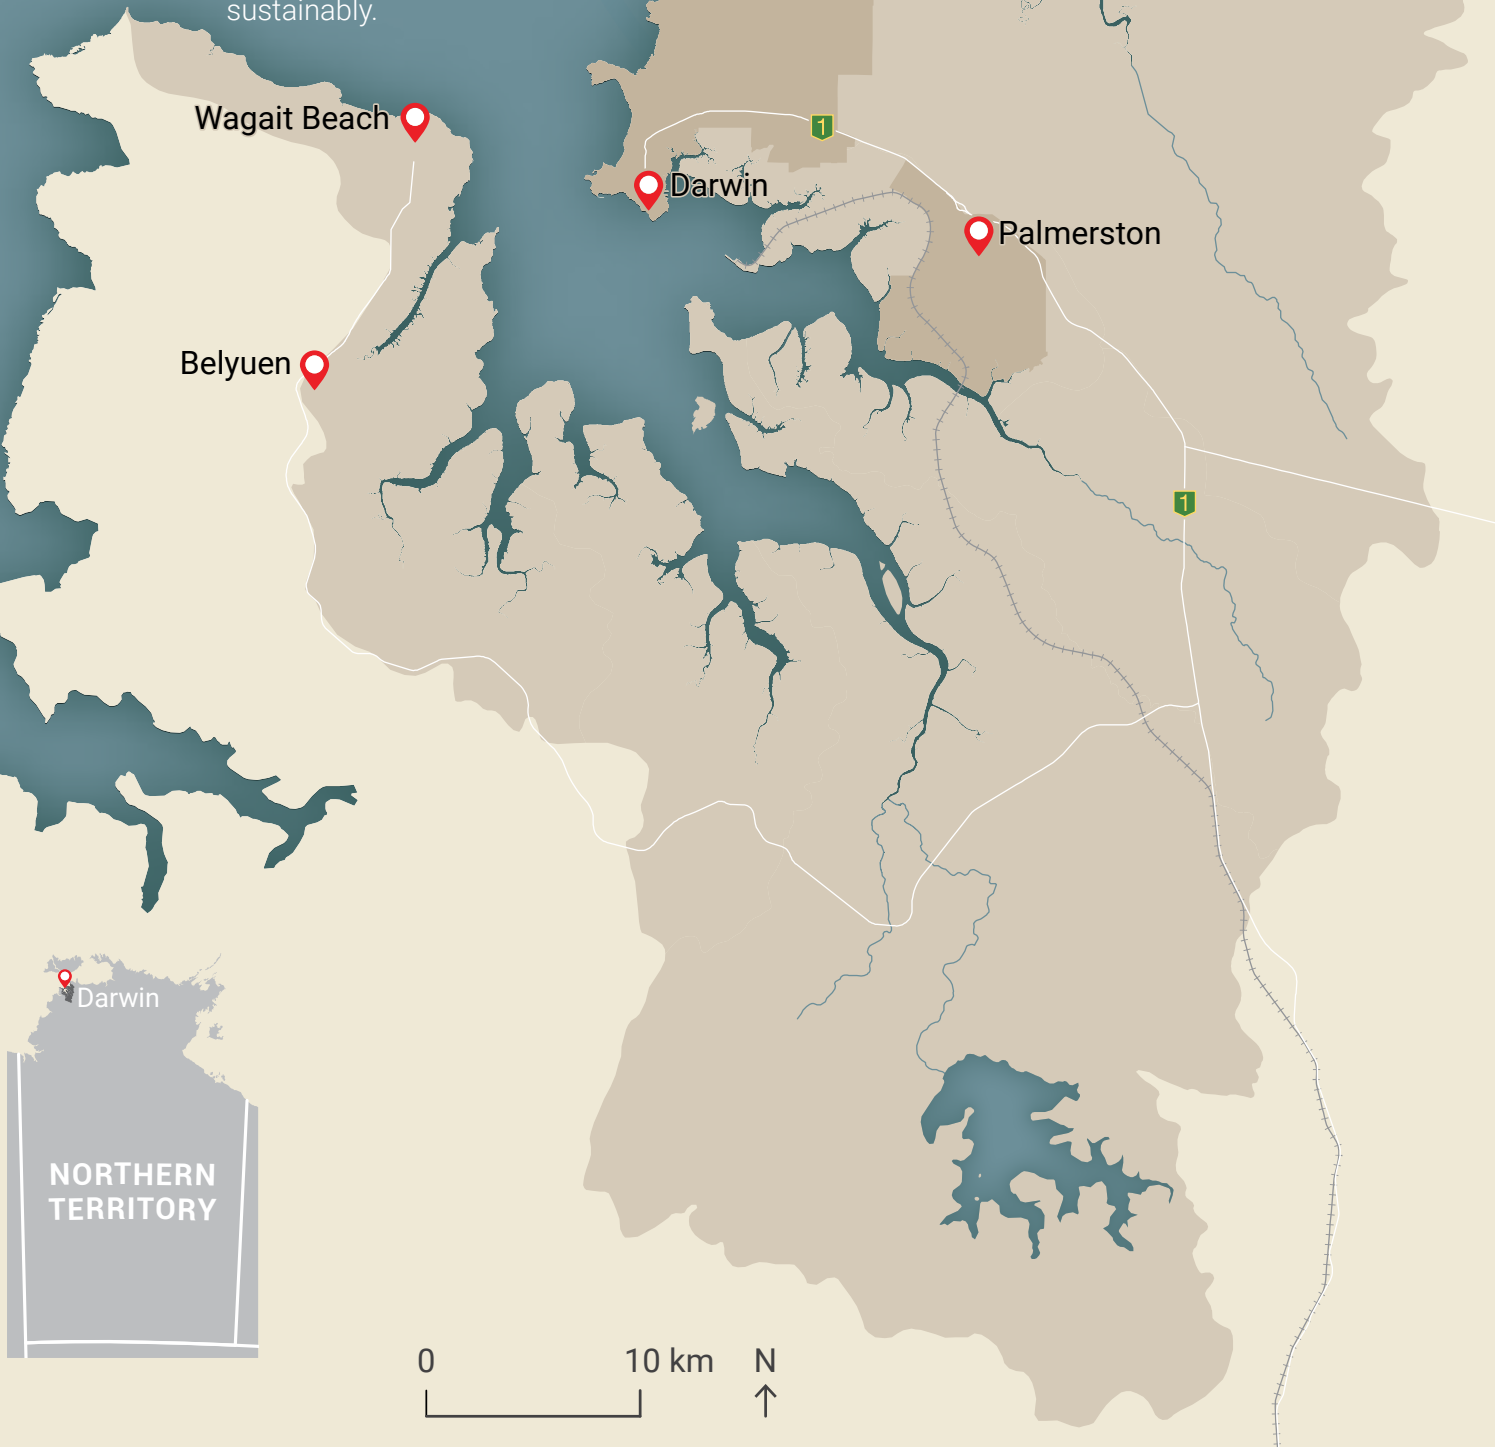 sustainably.
Wagait Beach
1
Darwin
Palmerston
Belyuen
1
Darwin
NORTHERN
TERRITORY
0 10 km N